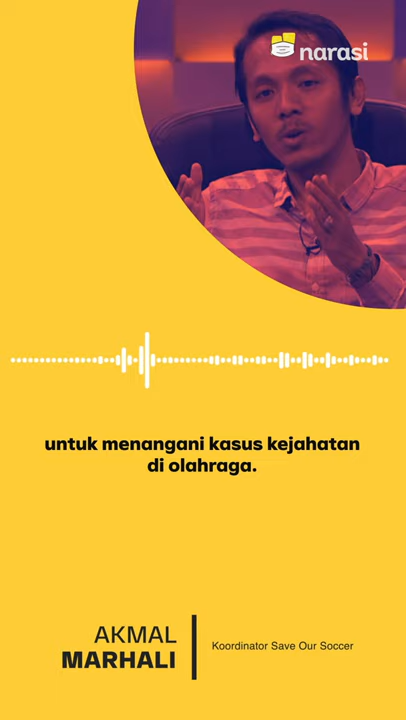 narasi
untuk menangani kasus kejahatan
di olahraga.
AKMAL
MARHALI
Koordinator Save Our Soccer